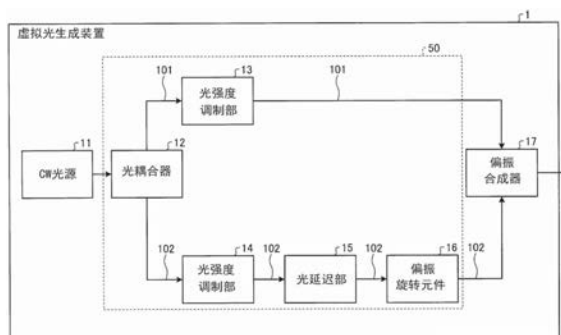 1
虚拟光生成装置
50
101
13
光强度
调制部
101
11
CW光源
12
光耦合器
17
偏振
合成器
102
14
光强度
调制部
102
15
光延迟部
102
16
偏振
旋转元件
102